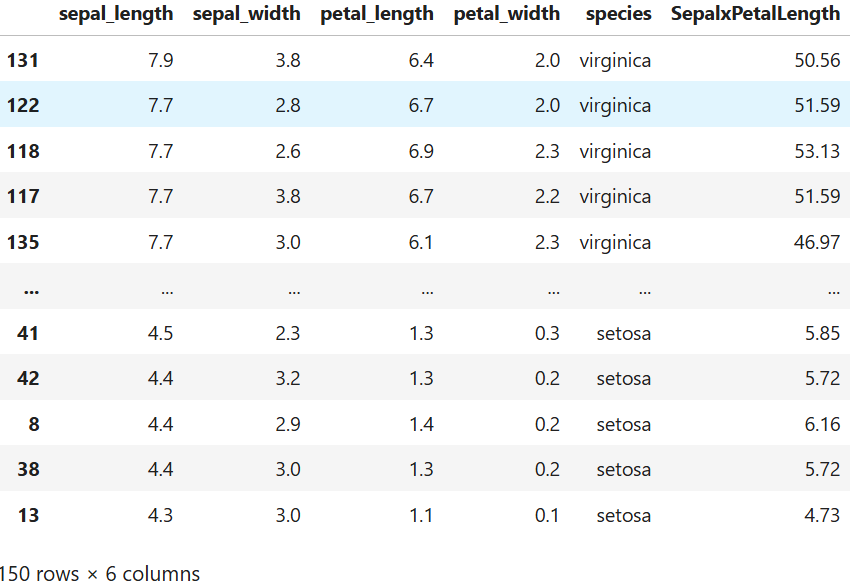 sepal_length sepal_width petal_length petal_width species SepalxPetalLength
131 7.9 3.8 6.4 2.0 virginica 50.56
122 7.7 2.8 6.7 2.0 virginica 51.59
118 7.7 2.6 6.9 2.3 virginica 53.13
117 7.7 3.8 6.7 2.2 virginica 51.59
135 7.7 3.0 6.1 2.3 virginica 46.97
... ... ... ... ... ... ...
41 4.5 2.3 1.3 0.3 setosa 5.85
42 4.4 3.2 1.3 0.2 setosa 5.72
8 4.4 2.9 1.4 0.2 setosa 6.16
38 4.4 3.0 1.3 0.2 setosa 5.72
13 4.3 3.0 1.1 0.1 setosa 4.73
150 rows × 6 columns